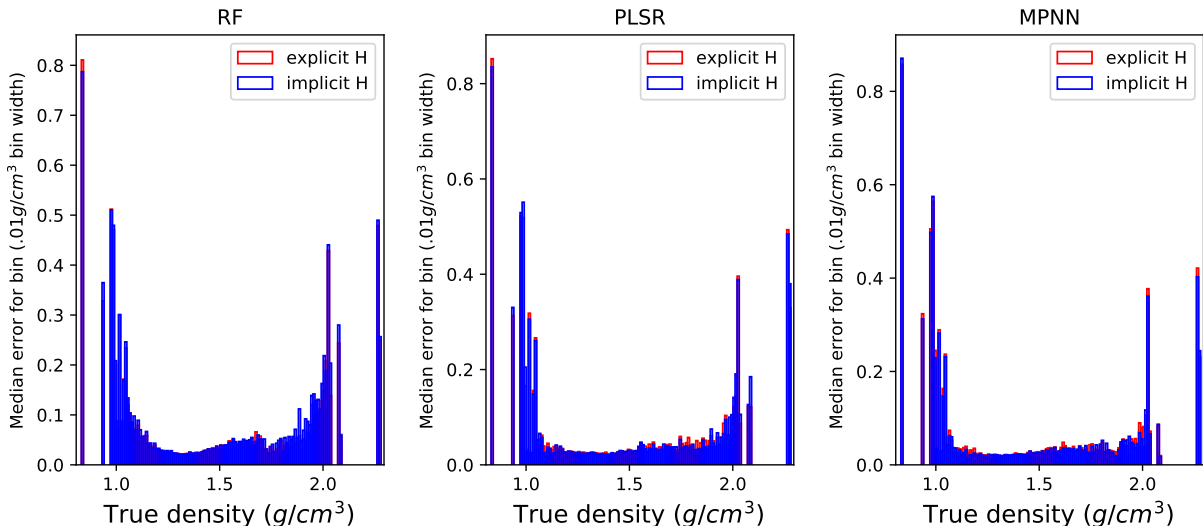 RF
Median error for bin (.01g/cm³ bin width)
0.8
0.7
0.6
0.5
0.4
0.3
0.2
0.1
0.0
explicit H
implicit H
1.0 1.5 2.0
True density (g/cm³)
PLSR
Median error for bin (.01g/cm³ bin width)
0.8
0.6
0.4
0.2
0.0
explicit H
implicit H
1.0 1.5 2.0
True density (g/cm³)
MPNN
Median error for bin (.01g/cm³ bin width)
0.8
0.6
0.4
0.2
0.0
explicit H
implicit H
1.0 1.5 2.0
True density (g/cm³)